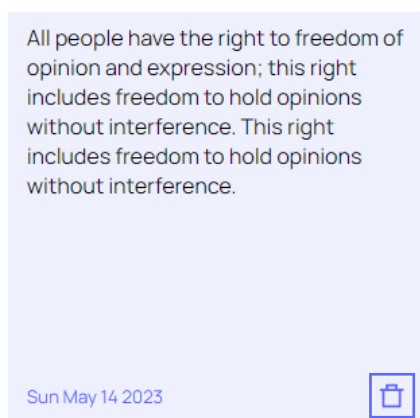 All people have the right to freedom of
opinion and expression; this right
includes freedom to hold opinions
without interference. This right
includes freedom to hold opinions
without interference.
Sun May 14 2023